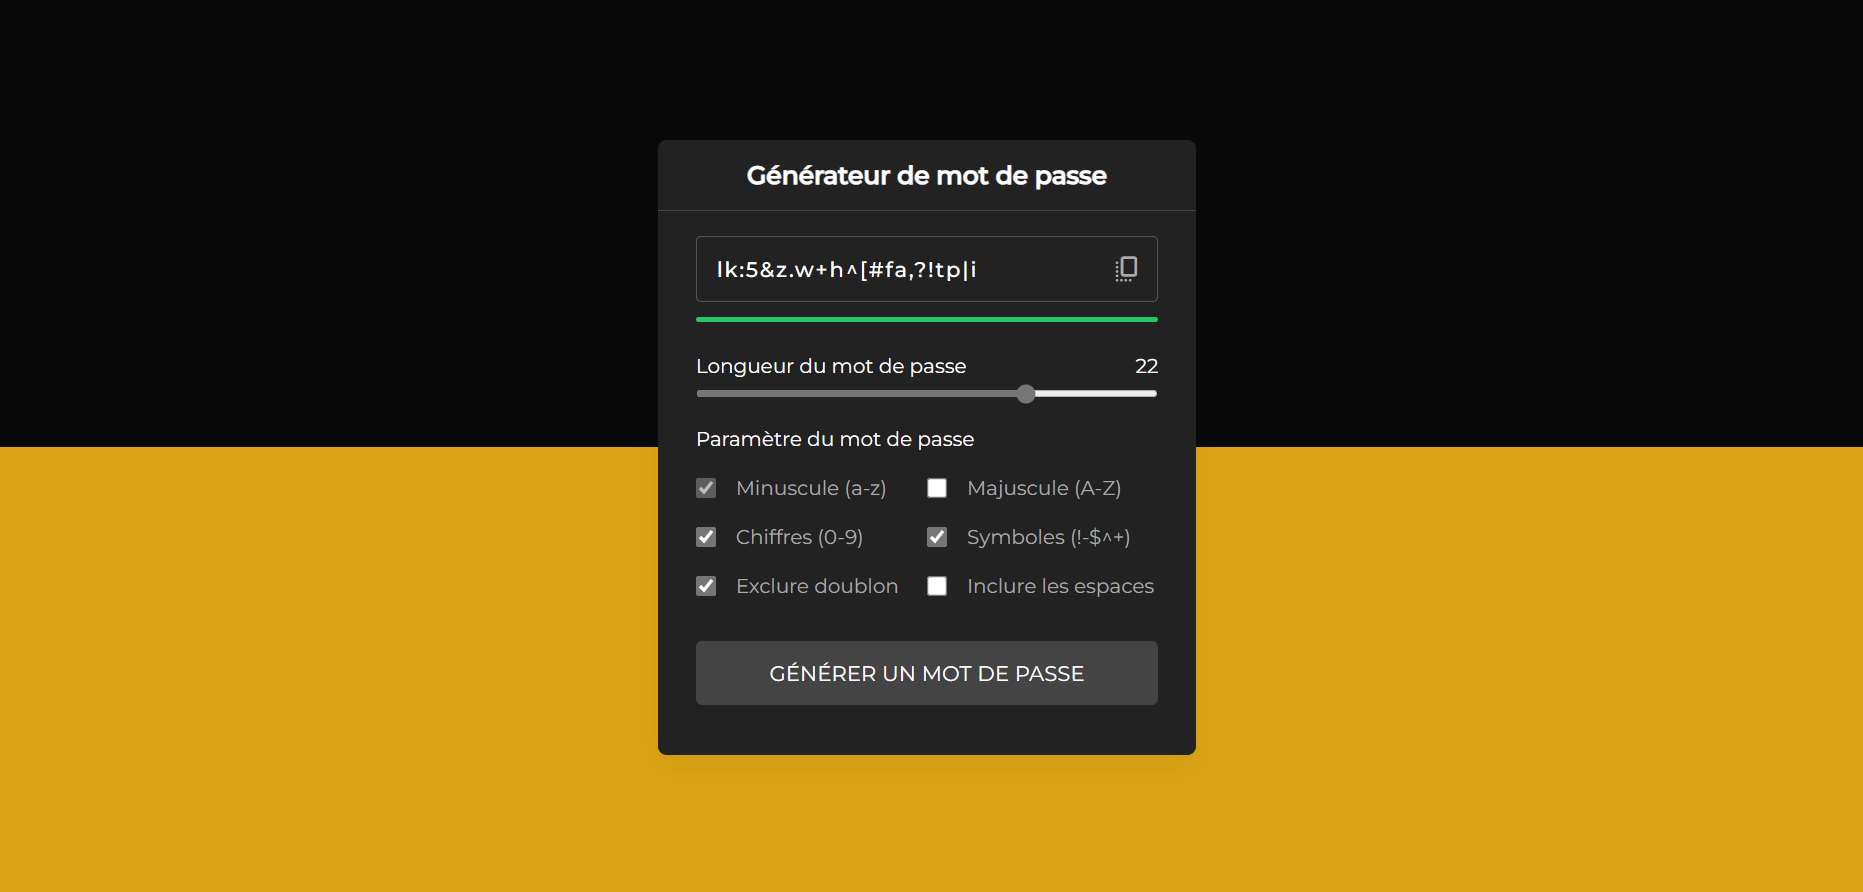 Générateur de mot de passe
lk:5&z.w+h^[#fa,?!tp|i
Longueur du mot de passe 22
Paramètre du mot de passe
Minuscule (a-z) Majuscule (A-Z)
Chiffres (0-9) Symboles (!-$^+)
Exclure doublon Inclure les espaces
GÉNÉRER UN MOT DE PASSE